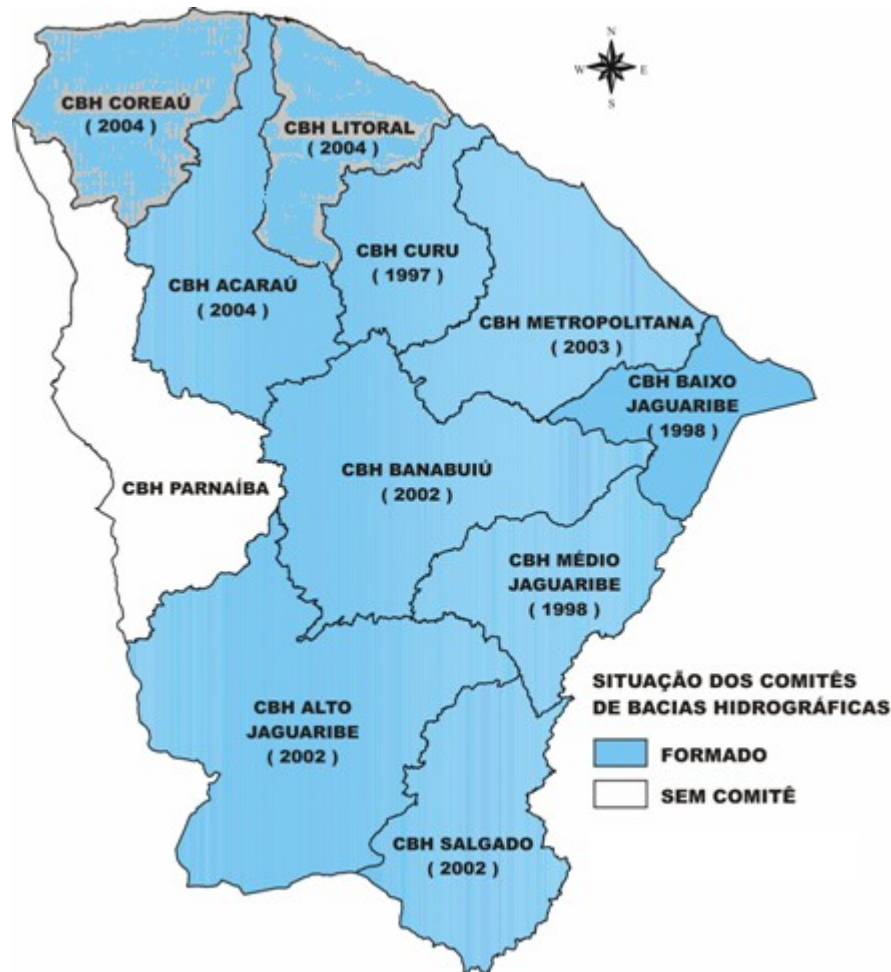 N
W E
S
CBH COREAÚ
( 2004 )
CBH LITORAL
( 2004 )
CBH CURU
( 1997 )
CBH ACARAÚ
( 2004 )
CBH METROPOLITANA
( 2003 )
CBH BAIXO
JAGUARIBE
( 1998 )
CBH BANABUIÚ
( 2002 )
CBH PARNAÍBA
CBH MÉDIO
JAGUARIBE
( 1998 )
CBH ALTO
JAGUARIBE
( 2002 )
CBH SALGADO
( 2002 )
SITUAÇÃO DOS COMITÊS
DE BACIAS HIDROGRÁFICAS
FORMADO
SEM COMITÊ